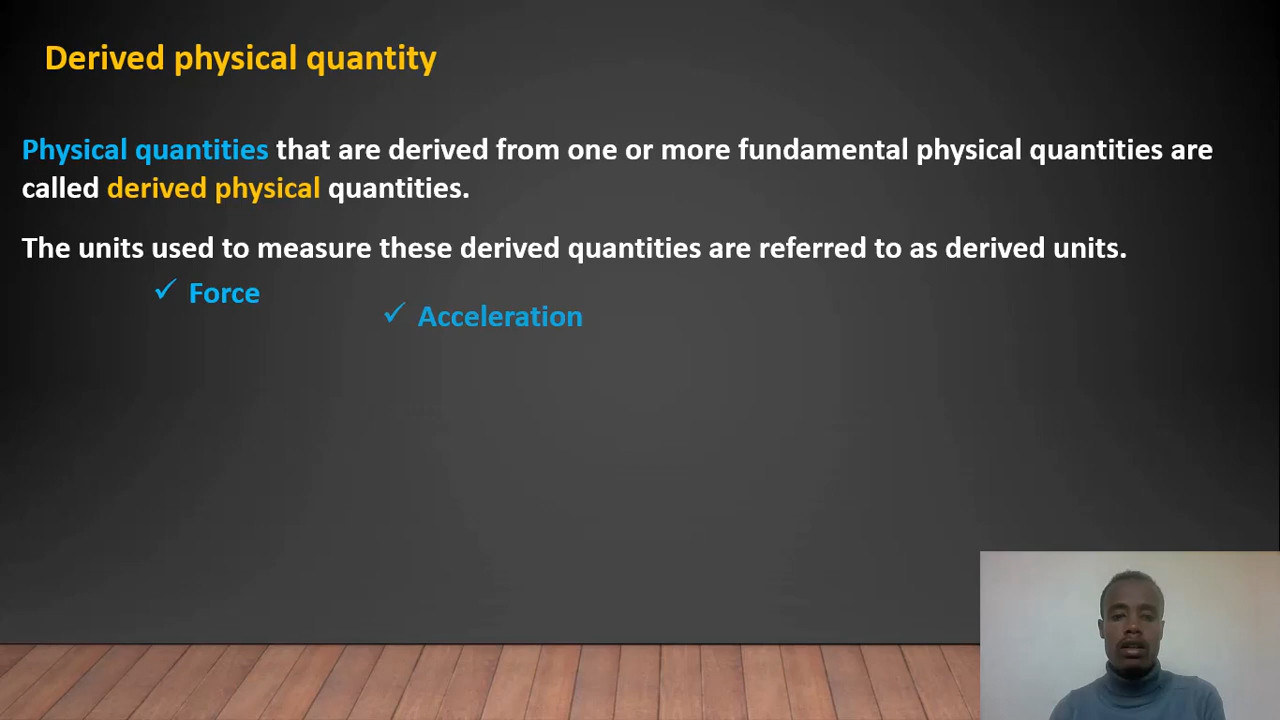 Derived physical quantity
Physical quantities that are derived from one or more fundamental physical quantities are
called derived physical quantities.
The units used to measure these derived quantities are referred to as derived units.
✓ Force
✓ Acceleration